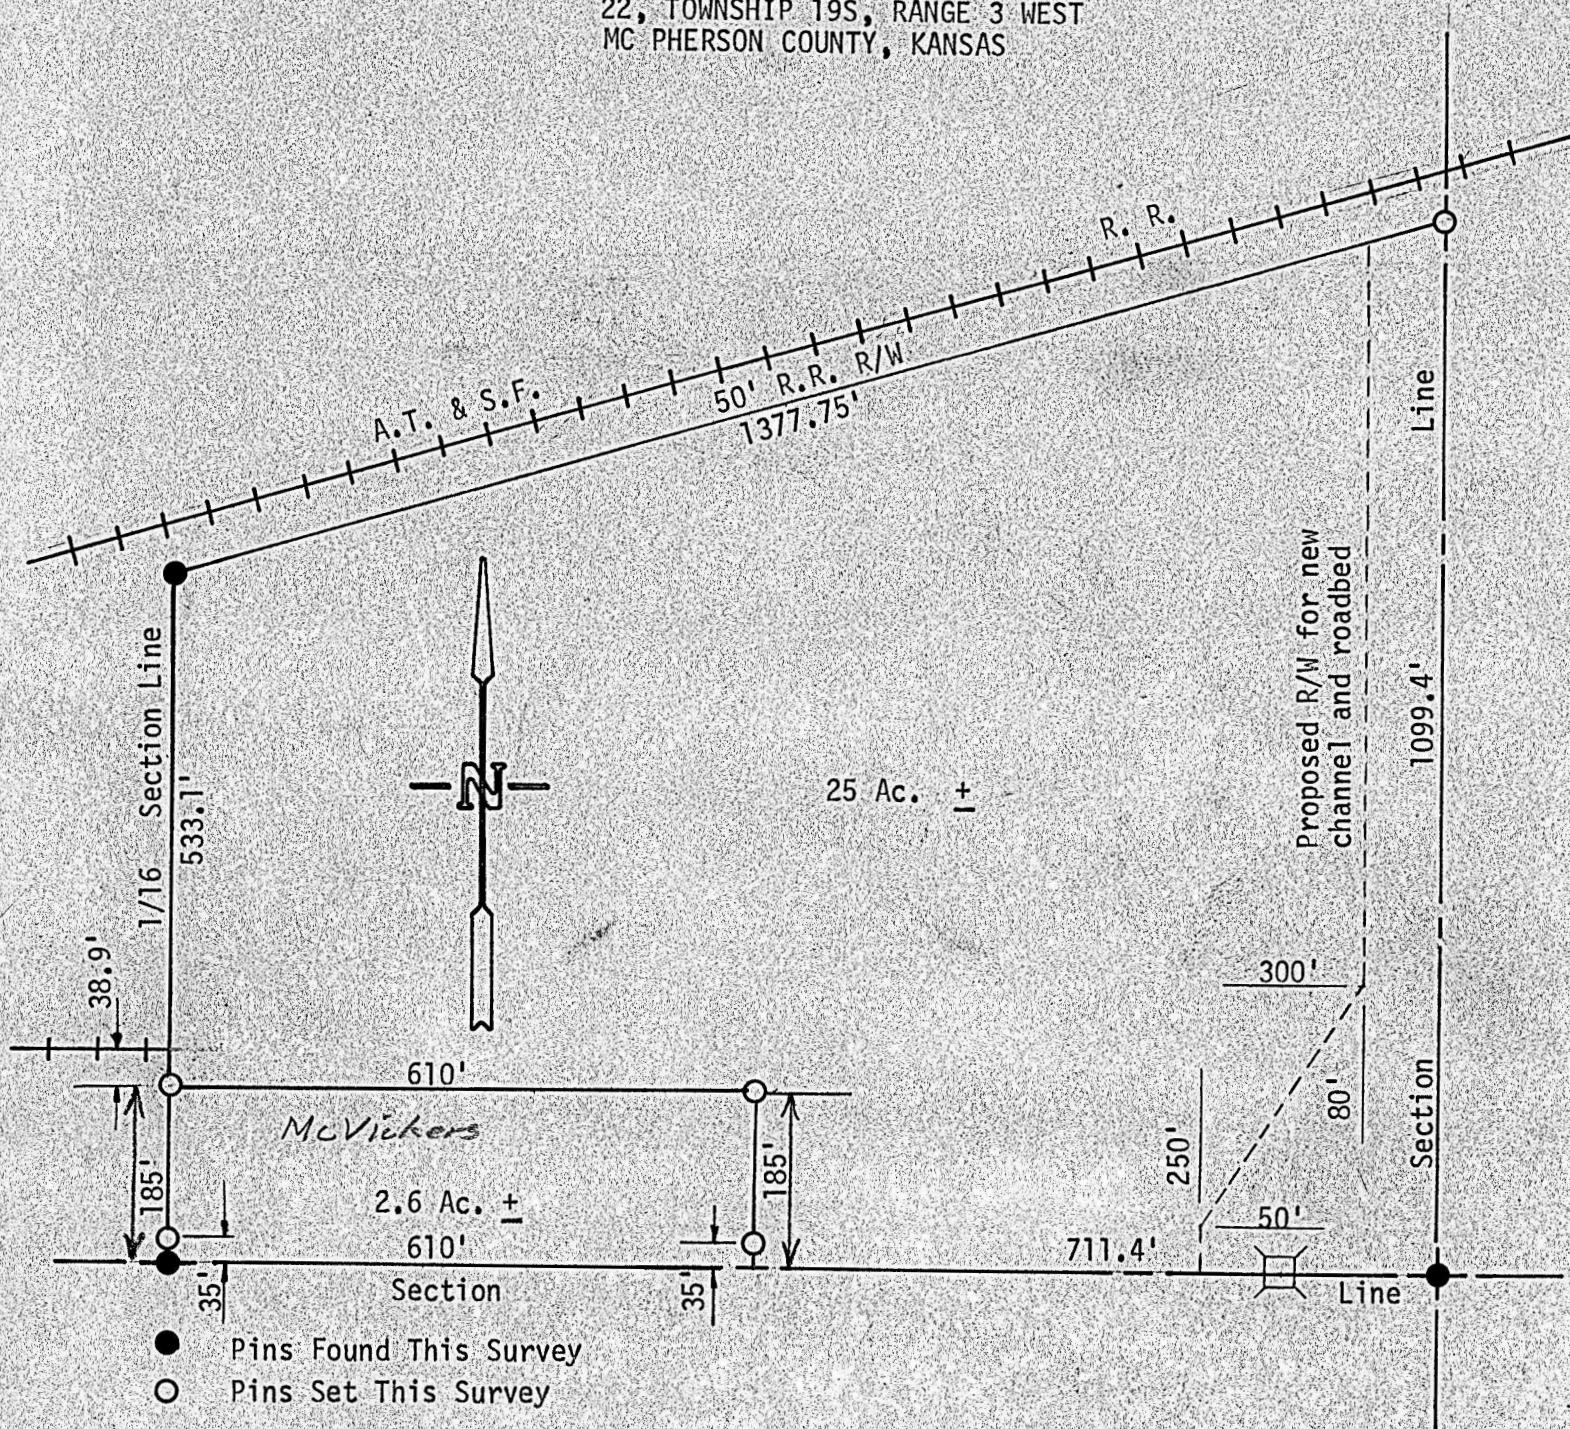 22, TOWNSHIP 19S, RANGE 3 WEST
MC PHERSON COUNTY, KANSAS
R. R.
A.T. & S.F.
50' R.R. R/W
1377.75'
Line
Proposed R/W for new
channel and roadbed
1099.4'
1/16 Section Line
533.1'
N
25 Ac. ±
38.9'
300'
80'
Section
610'
McVickers
185'
185'
250'
2.6 Ac. ±
50'
610'
711.4'
35'
Section
35'
Line
Pins Found This Survey
Pins Set This Survey